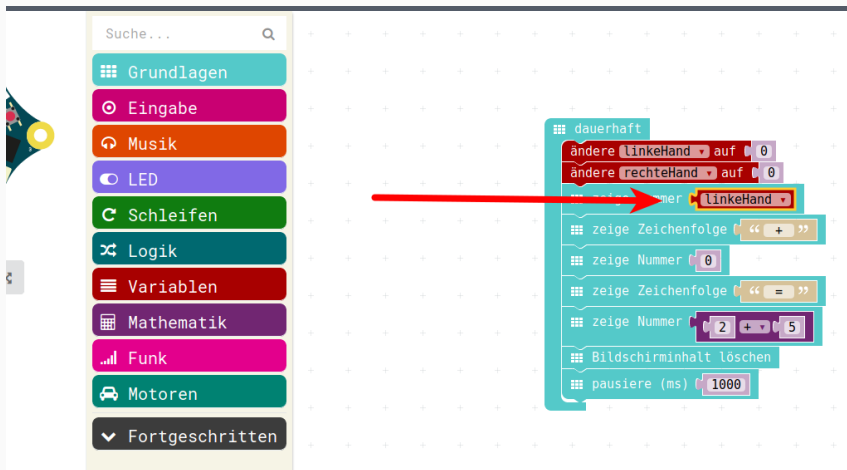 Suche...
Grundlagen
Eingabe
Musik
LED
Schleifen
Logik
Variablen
Mathematik
Funk
Motoren
Fortgeschritten
dauerhaft
ändere linkeHand auf 0
ändere rechteHand auf 0
zeige Nummer linkeHand
zeige Zeichenfolge “ + ”
zeige Nummer 0
zeige Zeichenfolge “ = ”
zeige Nummer 2 + 5
Bildschirminhalt löschen
pausiere (ms) 1000